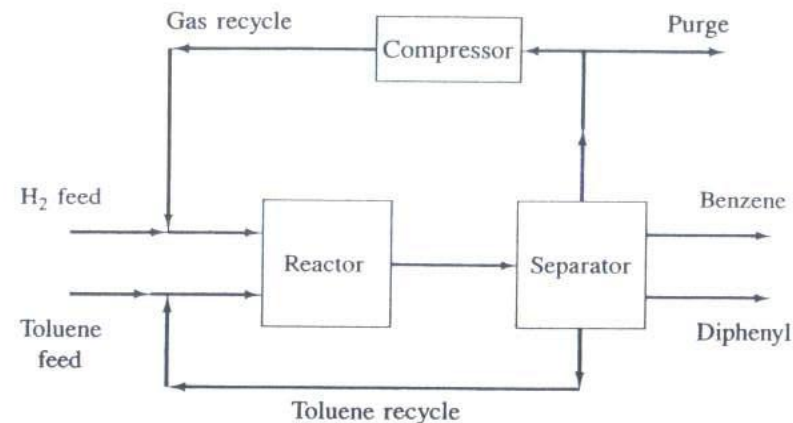 Gas recycle
Compressor
Purge
H₂ feed
Reactor
Separator
Benzene
Toluene
feed
Diphenyl
Toluene recycle